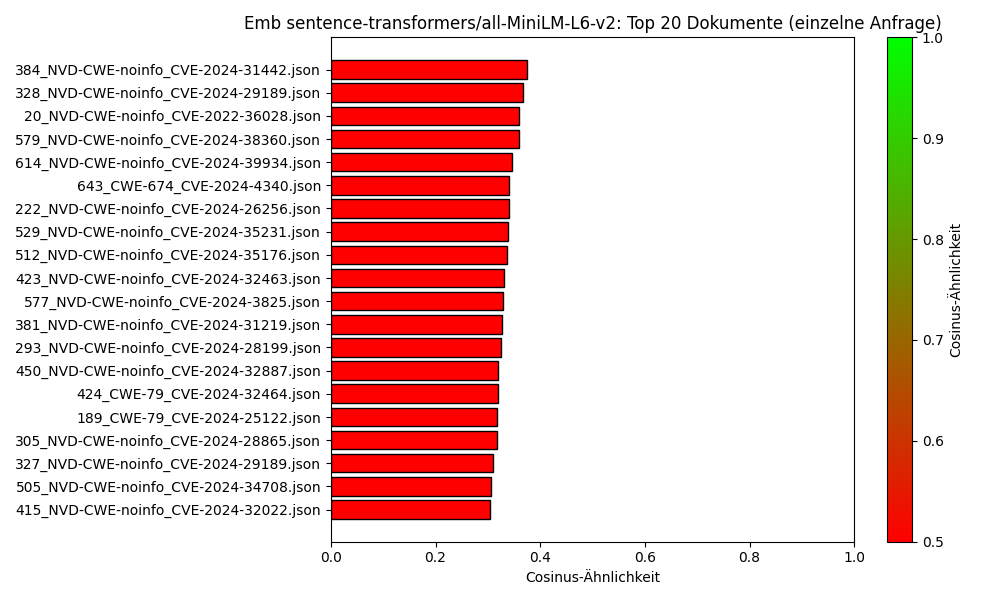 Emb sentence-transformers/all-MiniLM-L6-v2: Top 20 Dokumente (einzelne Anfrage)
384_NVD-CWE-noinfo_CVE-2024-31442.json
328_NVD-CWE-noinfo_CVE-2024-29189.json
20_NVD-CWE-noinfo_CVE-2022-36028.json
579_NVD-CWE-noinfo_CVE-2024-38360.json
614_NVD-CWE-noinfo_CVE-2024-39934.json
643_CWE-674_CVE-2024-4340.json
222_NVD-CWE-noinfo_CVE-2024-26256.json
529_NVD-CWE-noinfo_CVE-2024-35231.json
512_NVD-CWE-noinfo_CVE-2024-35176.json
423_NVD-CWE-noinfo_CVE-2024-32463.json
577_NVD-CWE-noinfo_CVE-2024-3825.json
381_NVD-CWE-noinfo_CVE-2024-31219.json
293_NVD-CWE-noinfo_CVE-2024-28199.json
450_NVD-CWE-noinfo_CVE-2024-32887.json
424_CWE-79_CVE-2024-32464.json
189_CWE-79_CVE-2024-25122.json
305_NVD-CWE-noinfo_CVE-2024-28865.json
327_NVD-CWE-noinfo_CVE-2024-29189.json
505_NVD-CWE-noinfo_CVE-2024-34708.json
415_NVD-CWE-noinfo_CVE-2024-32022.json
0.0 0.2 0.4 0.6 0.8 1.0
Cosinus-Ähnlichkeit
1.0
0.9
0.8
0.7
0.6
0.5
Cosinus-Ähnlichkeit